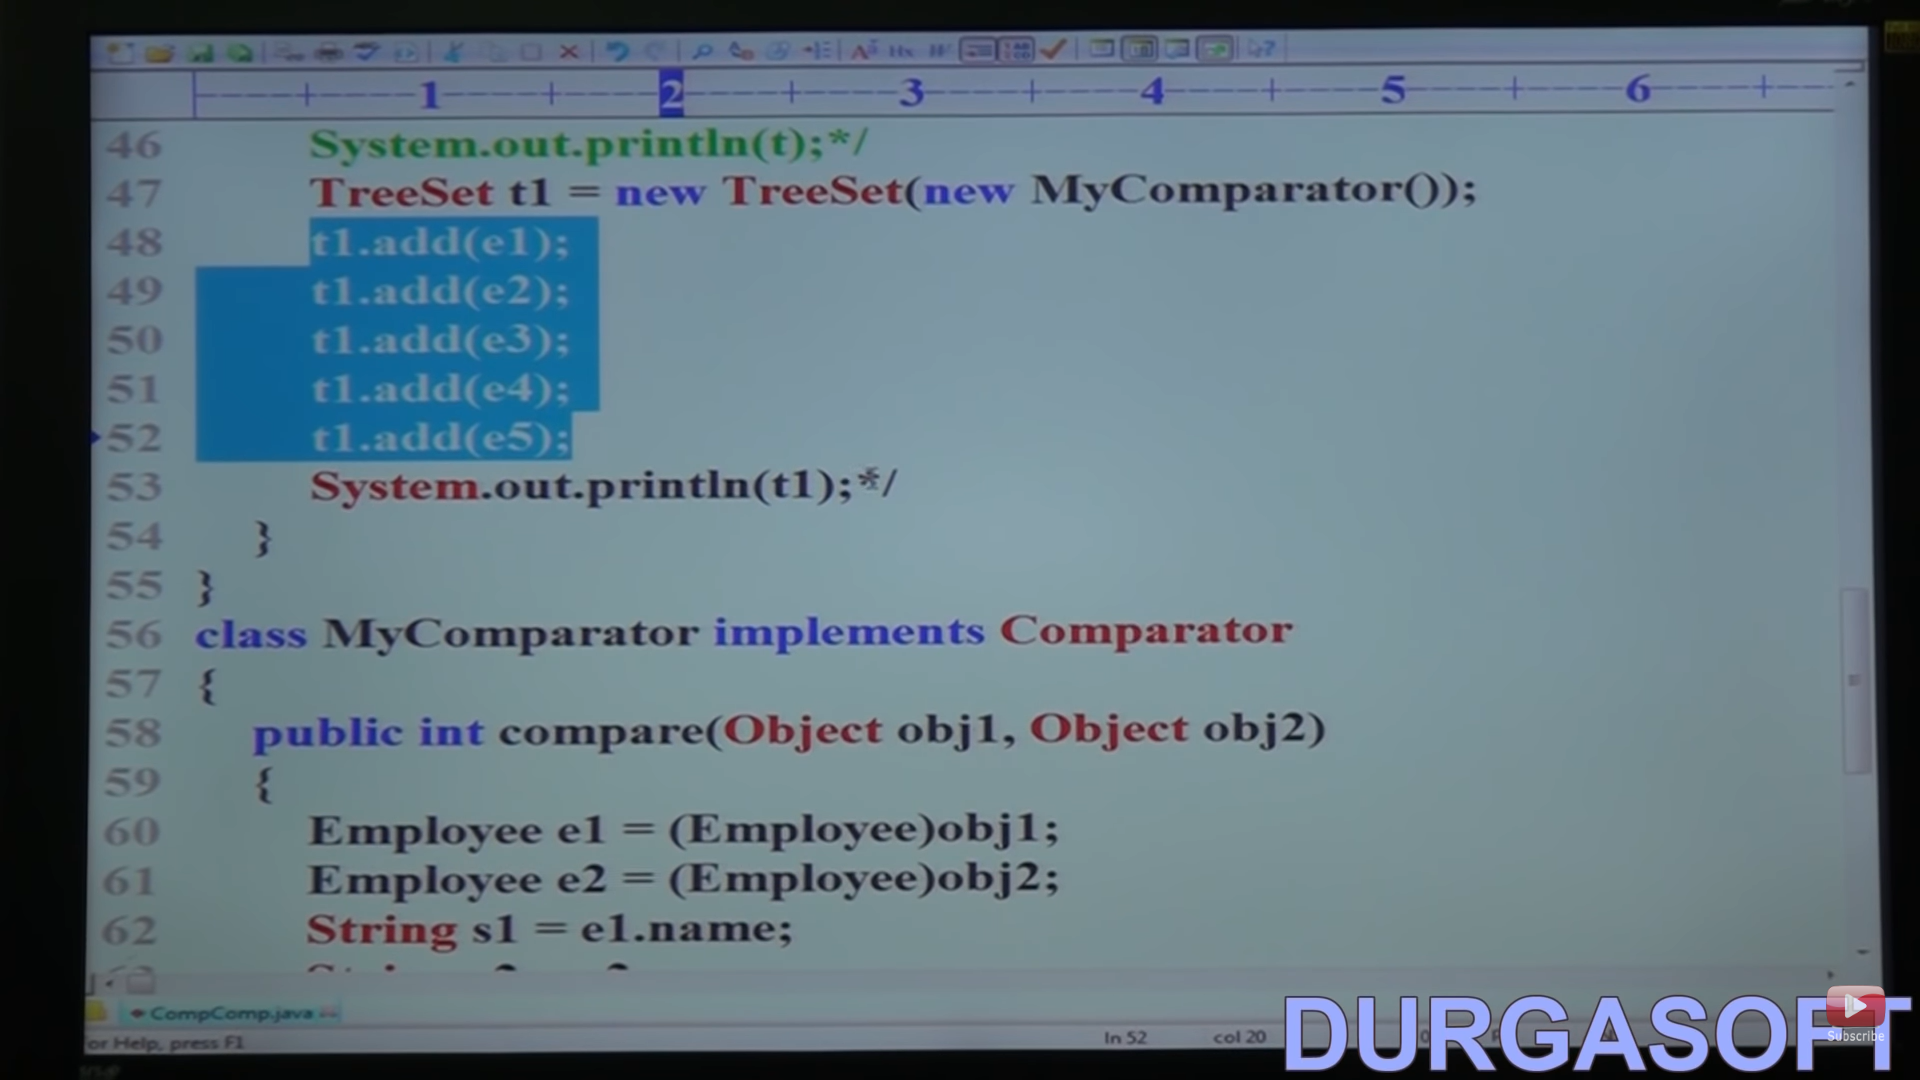 1 2 3 4 5 6
46 System.out.println(t);*/
47 TreeSet t1 = new TreeSet(new MyComparator());
48 t1.add(e1);
49 t1.add(e2);
50 t1.add(e3);
51 t1.add(e4);
52 t1.add(e5);
53 System.out.println(t1);*/
54 }
55 }
56 class MyComparator implements Comparator
57 {
58 public int compare(Object obj1, Object obj2)
59 {
60 Employee e1 = (Employee)obj1;
61 Employee e2 = (Employee)obj2;
62 String s1 = e1.name;
CompComp.java
or Help, press F1
ln 52 col 20
DURGASOFT
Subscribe